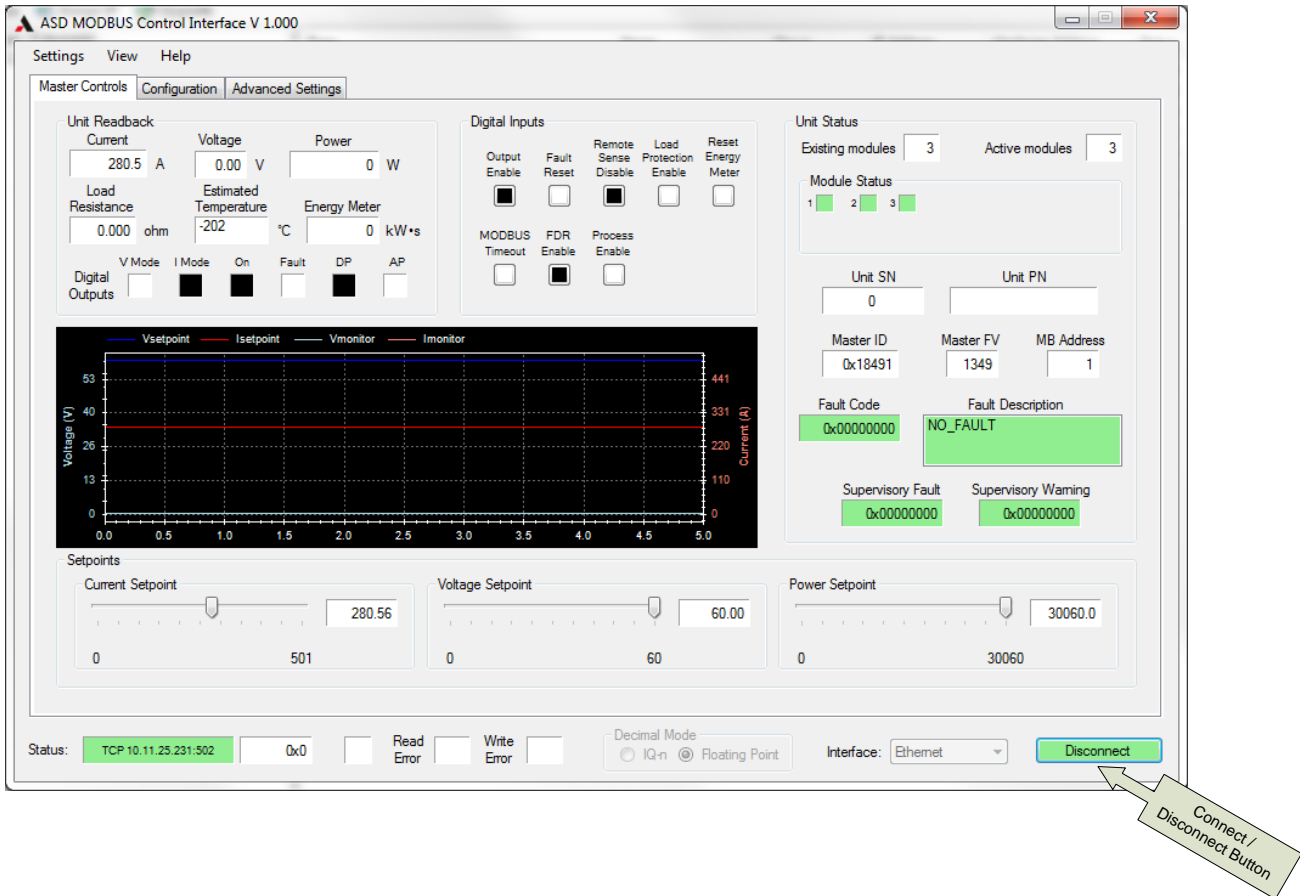 ASD MODBUS Control Interface V 1.000
Settings View Help
Master Controls Configuration Advanced Settings
Unit Readback
Current Voltage Power
280.5 A 0.00 V 0 W
Load Resistance Estimated Temperature Energy Meter
0.000 ohm -202 °C 0 kW•s
V Mode I Mode On Fault DP AP
Digital Outputs
Digital Inputs
Output Enable Fault Reset Remote Sense Disable Load Protection Enable Reset Energy Meter
MODBUS Timeout FDR Enable Process Enable
Unit Status
Existing modules 3 Active modules 3
Module Status
1 2 3
Unit SN Unit PN
0
Master ID Master FV MB Address
0x18491 1349 1
Fault Code Fault Description
0x00000000 NO_FAULT
Supervisory Fault Supervisory Warning
0x00000000 0x00000000
Vsetpoint Isetpoint Vmonitor Imonitor
Voltage (V)
53
40
26
13
0
441
331
220
110
0
Current (A)
0.0 0.5 1.0 1.5 2.0 2.5 3.0 3.5 4.0 4.5 5.0
Setpoints
Current Setpoint
280.56
0 501
Voltage Setpoint
60.00
0 60
Power Setpoint
30060.0
0 30060
Status: TCP 10.11.25.231:502 0x0 Read Error Write Error
Decimal Mode
IQ-n Floating Point
Interface: Ethernet Disconnect
Connect /
Disconnect Button